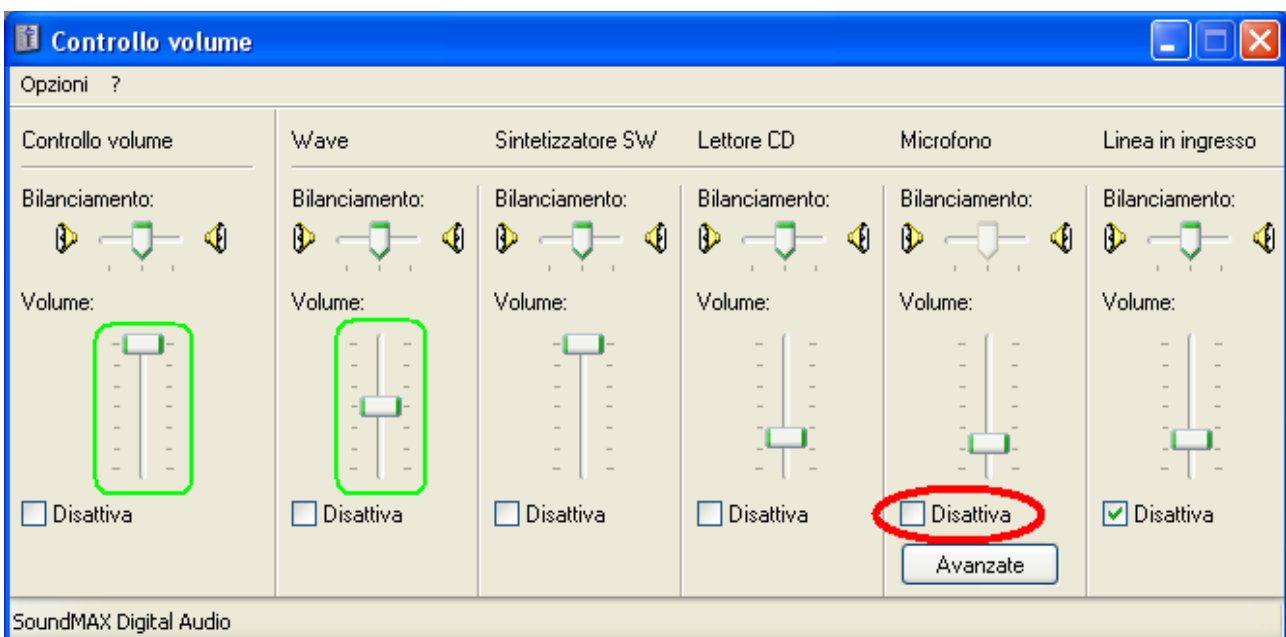 Controllo volume
Opzioni ?
Controllo volume Wave Sintetizzatore SW Lettore CD Microfono Linea in ingresso
Bilanciamento: Bilanciamento: Bilanciamento: Bilanciamento: Bilanciamento: Bilanciamento:
Volume: Volume: Volume: Volume: Volume: Volume:
Disattiva Disattiva Disattiva Disattiva Disattiva Disattiva
Avanzate
SoundMAX Digital Audio